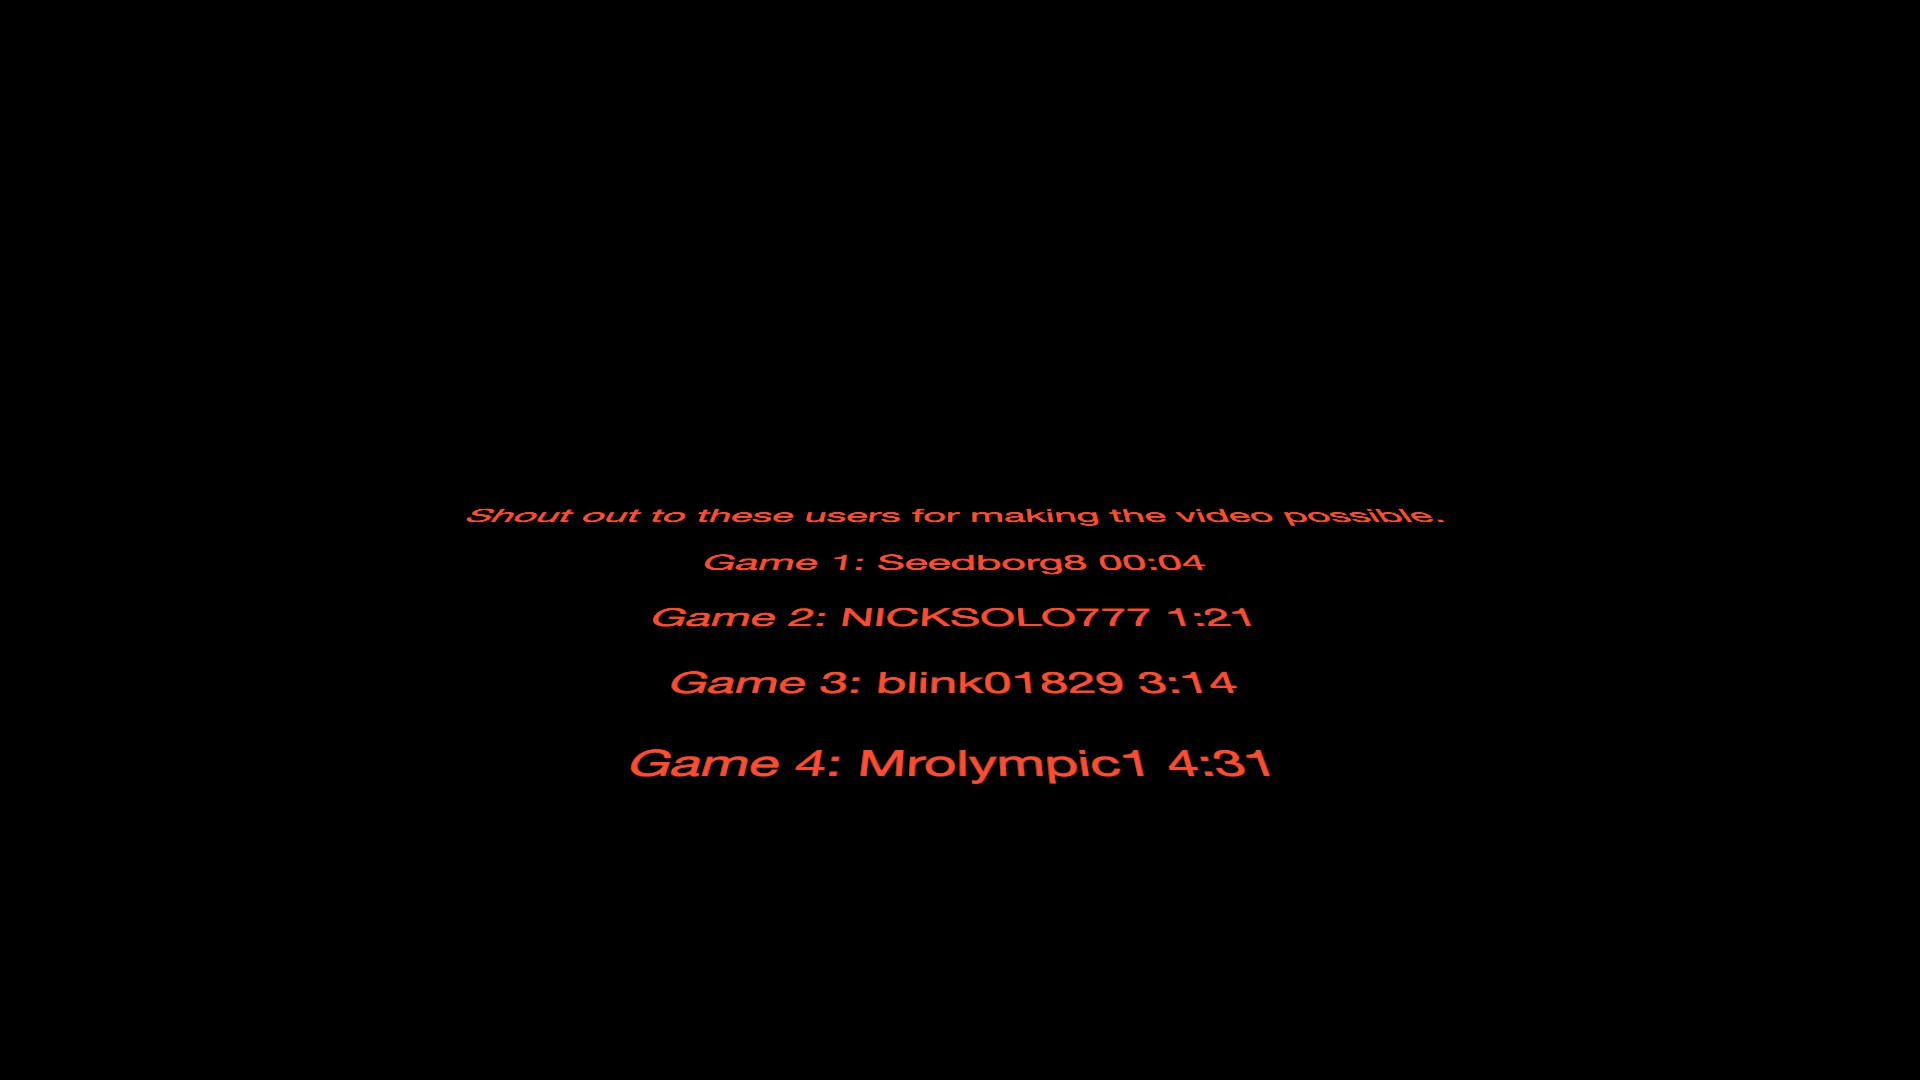 Shout out to these users for making the video possible.
Game 1: Seedborg8 00:04
Game 2: NICKSOLO777 1:21
Game 3: blink01829 3:14
Game 4: Mrolympic1 4:31